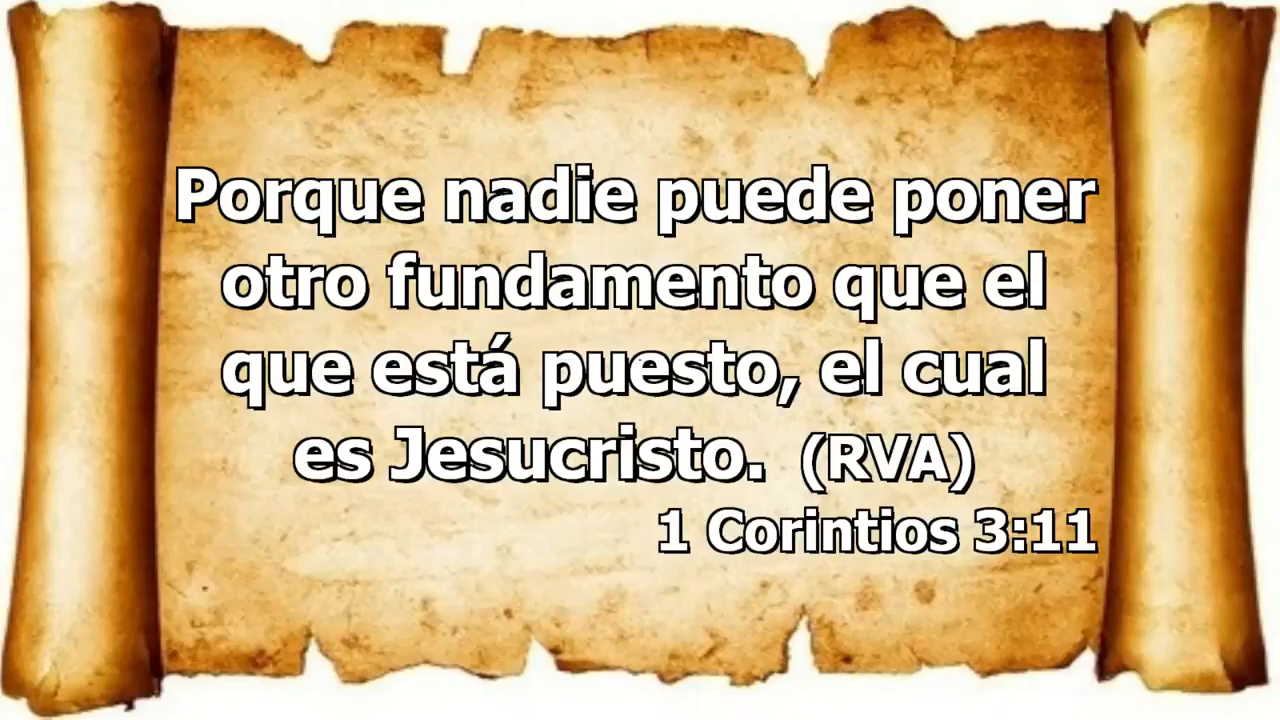 Porque nadie puede poner
otro fundamento que el
que está puesto, el cual
es Jesucristo. (RVA)
1 Corintios 3:11